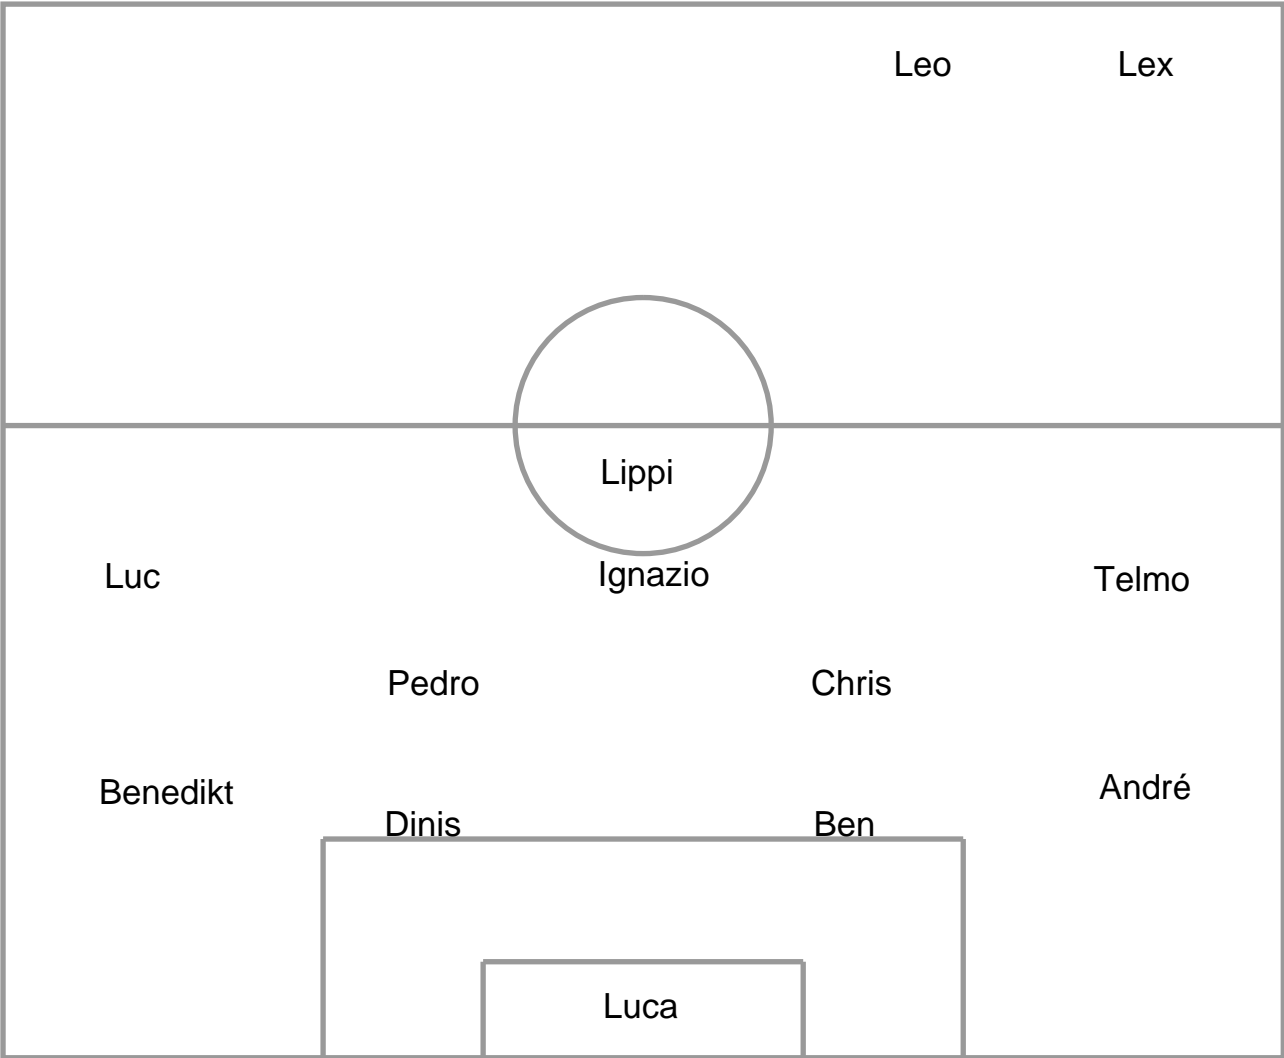 Leo Lex
Lippi
Luc Ignazio Telmo
Pedro Chris
Benedikt André
Dinis Ben
Luca